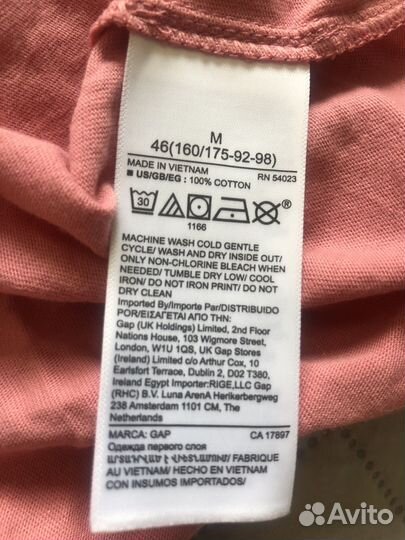 M
46(160/175-92-98)
MADE IN VIETNAM RN 54023
■ US/GB/EG : 100% COTTON
30
1166
MACHINE WASH COLD GENTLE
CYCLE/ WASH AND DRY INSIDE OUT/
ONLY NON-CHLORINE BLEACH WHEN
NEEDED/ TUMBLE DRY LOW/ COOL
IRON/ DO NOT IRON PRINT/ DO NOT
DRY CLEAN
Imported By/Importe Par/DISTRIBUIDO
POR/ΕΙΣΑΓΕΤΑΙ ΑΠΟ :
Gap (UK Holdings) Limited, 2nd Floor
Nations House, 103 Wigmore Street,
London, W1U 1QS, UK Gap Stores
(Ireland) Limited c/o Arthur Cox, 10
Earlsfort Terrace, Dublin 2, D02 T380,
Ireland Egypt Importer:RIGE,LLC Gap
(RHC) B.V. Luna ArenA Herikerbergweg
238 Amsterdam 1101 CM, The
Netherlands
MARCA: GAP CA 17897
Одежда первого слоя
FABRIQUE
AU VIETNAM/ HECHO EN VIETNAM
CON INSUMOS IMPORTADOS/
Avito